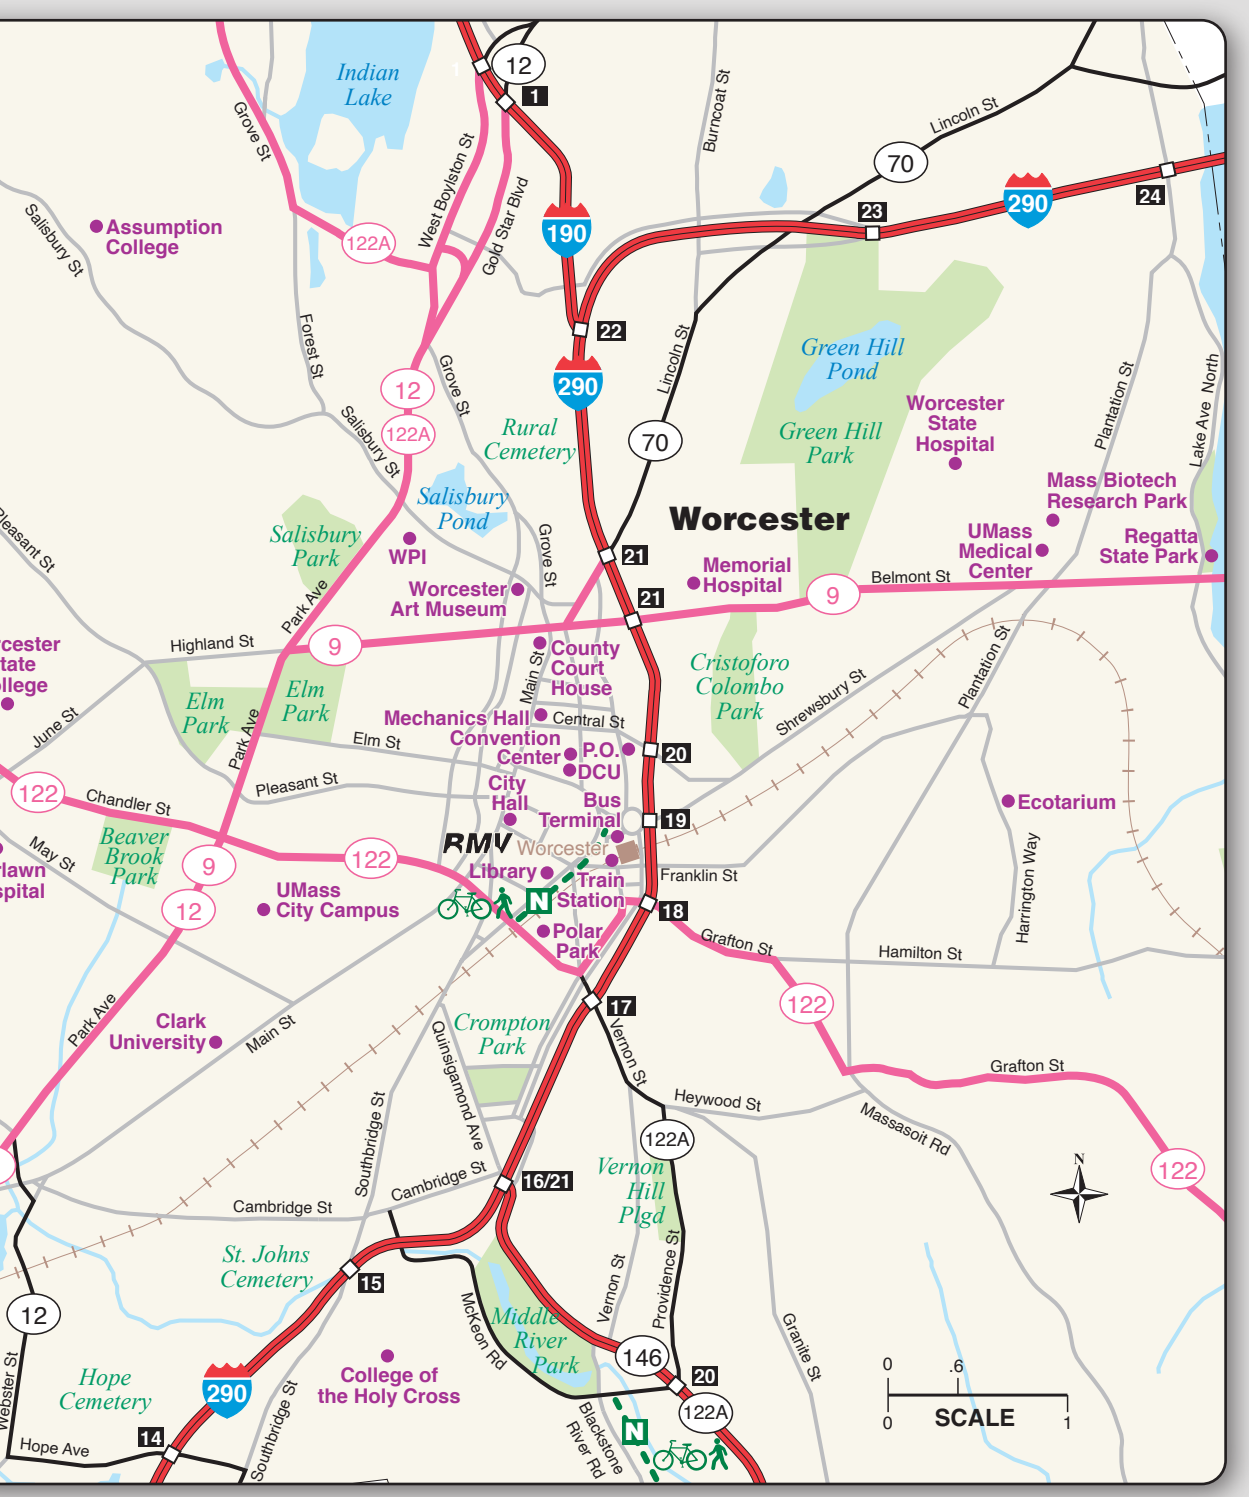 Indian
Lake
12
1
Grove St
Burncoat St
Lincoln St
70
West Boylston St
Gold Star Blvd
Salisbury St
Assumption
College
122A
190
23
290
24
22
290
Forest St
12
122A
Grove St
Salisbury St
Lincoln St
70
Rural
Cemetery
Green Hill
Pond
Green Hill
Park
Worcester
State
Hospital
Plantation St
Lake Ave North
Mass Biotech
Research Park
Salisbury
Pond
Pleasant St
Salisbury
Park
WPI
Grove St
Worcester
21
UMass
Medical
Center
Regatta
State Park
Memorial
Hospital
Worcester
Art Museum
21
9
Belmont St
Park Ave
Highland St
9
rcester
tate
llege
County
Court
House
Main St
Cristoforo
Colombo
Park
Plantation St
Shrewsbury St
Elm
Park
Elm
Park
June St
Park Ave
Mechanics Hall
Central St
Elm St
Convention
Center
P.O.
DCU
20
122
Chandler St
Pleasant St
City
Hall
Bus
Terminal
19
Ecotarium
May St
Beaver
Brook
Park
RMV
Worcester
rlawn
spital
9
122
Library
Train
Station
Franklin St
Harrington Way
12
UMass
City Campus
N
18
Polar
Park
Grafton St
Hamilton St
Park Ave
Clark
University
Main St
17
122
Crompton
Park
Quinsigamond Ave
Vernon St
Grafton St
Heywood St
Massasoit Rd
Southbridge St
122A
Vernon
Hill
Plgd
N
122
Cambridge St
Cambridge St
16/21
St. Johns
Cemetery
15
Vernon St
Providence St
12
McKeon Rd
Middle
River
Park
146
Granite St
Webster St
Hope
Cemetery
290
College of
the Holy Cross
20
0
.6
SCALE
0
1
122A
14
Hope Ave
Southbridge St
Blackstone
River Rd
N